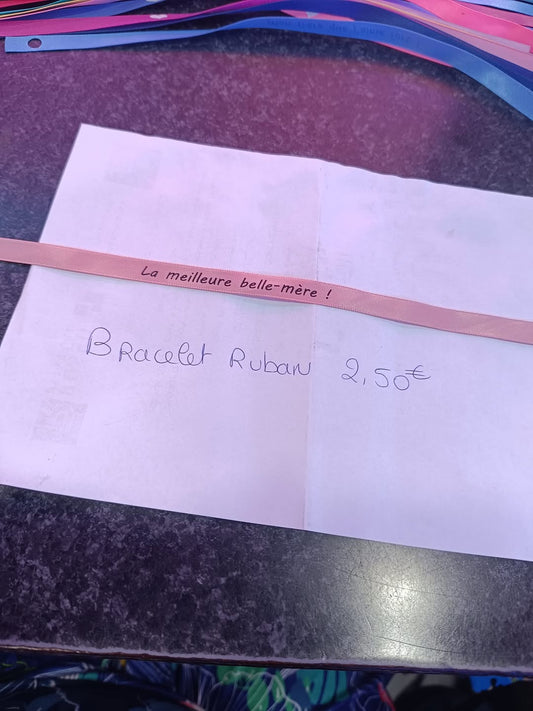 La meilleure belle-mère !
Bracelet Ruban 2,50€